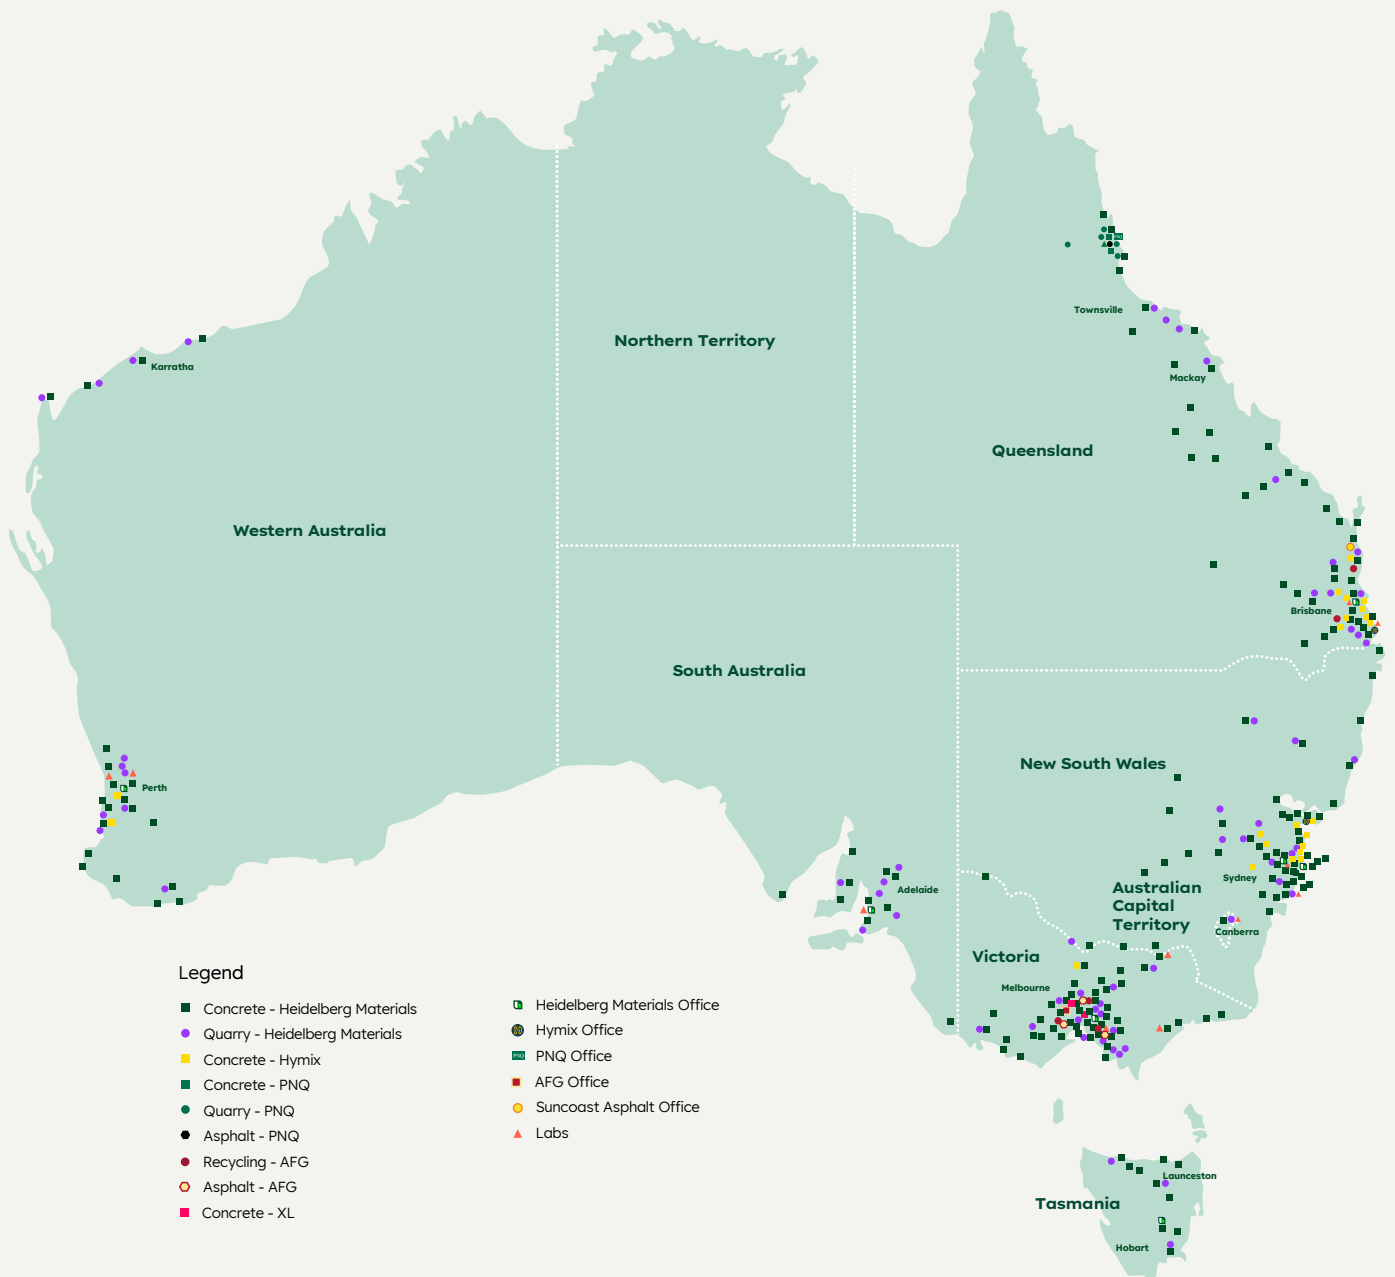 Northern Territory
Townsville
Karratha
Mackay
Queensland
Western Australia
Brisbane
South Australia
New South Wales
Perth
Sydney
Adelaide
Australian
Capital
Territory
Canberra
Victoria
Melbourne
Legend
Concrete - Heidelberg Materials
Quarry - Heidelberg Materials
Concrete - Hymix
Concrete - PNQ
Quarry - PNQ
Asphalt - PNQ
Recycling - AFG
Asphalt - AFG
Concrete - XL
Heidelberg Materials Office
Hymix Office
PNQ
PNQ Office
AFG Office
Suncoast Asphalt Office
Labs
Launceston
Tasmania
Hobart